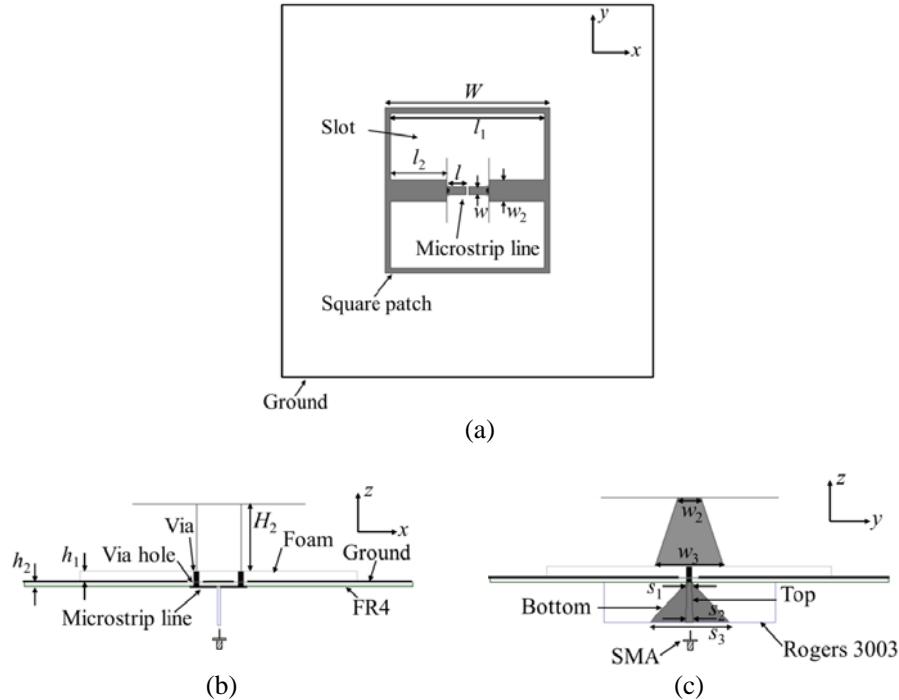 y
x
W
Slot
l1
l2
l
w
w2
Microstrip line
Square patch
Ground
(a)
z
x
Via
H2
Foam
h2
h1
Via hole
Ground
Microstrip line
FR4
(b)
z
y
w2
w3
s1
Bottom
Top
s2
s3
SMA
Rogers 3003
(c)